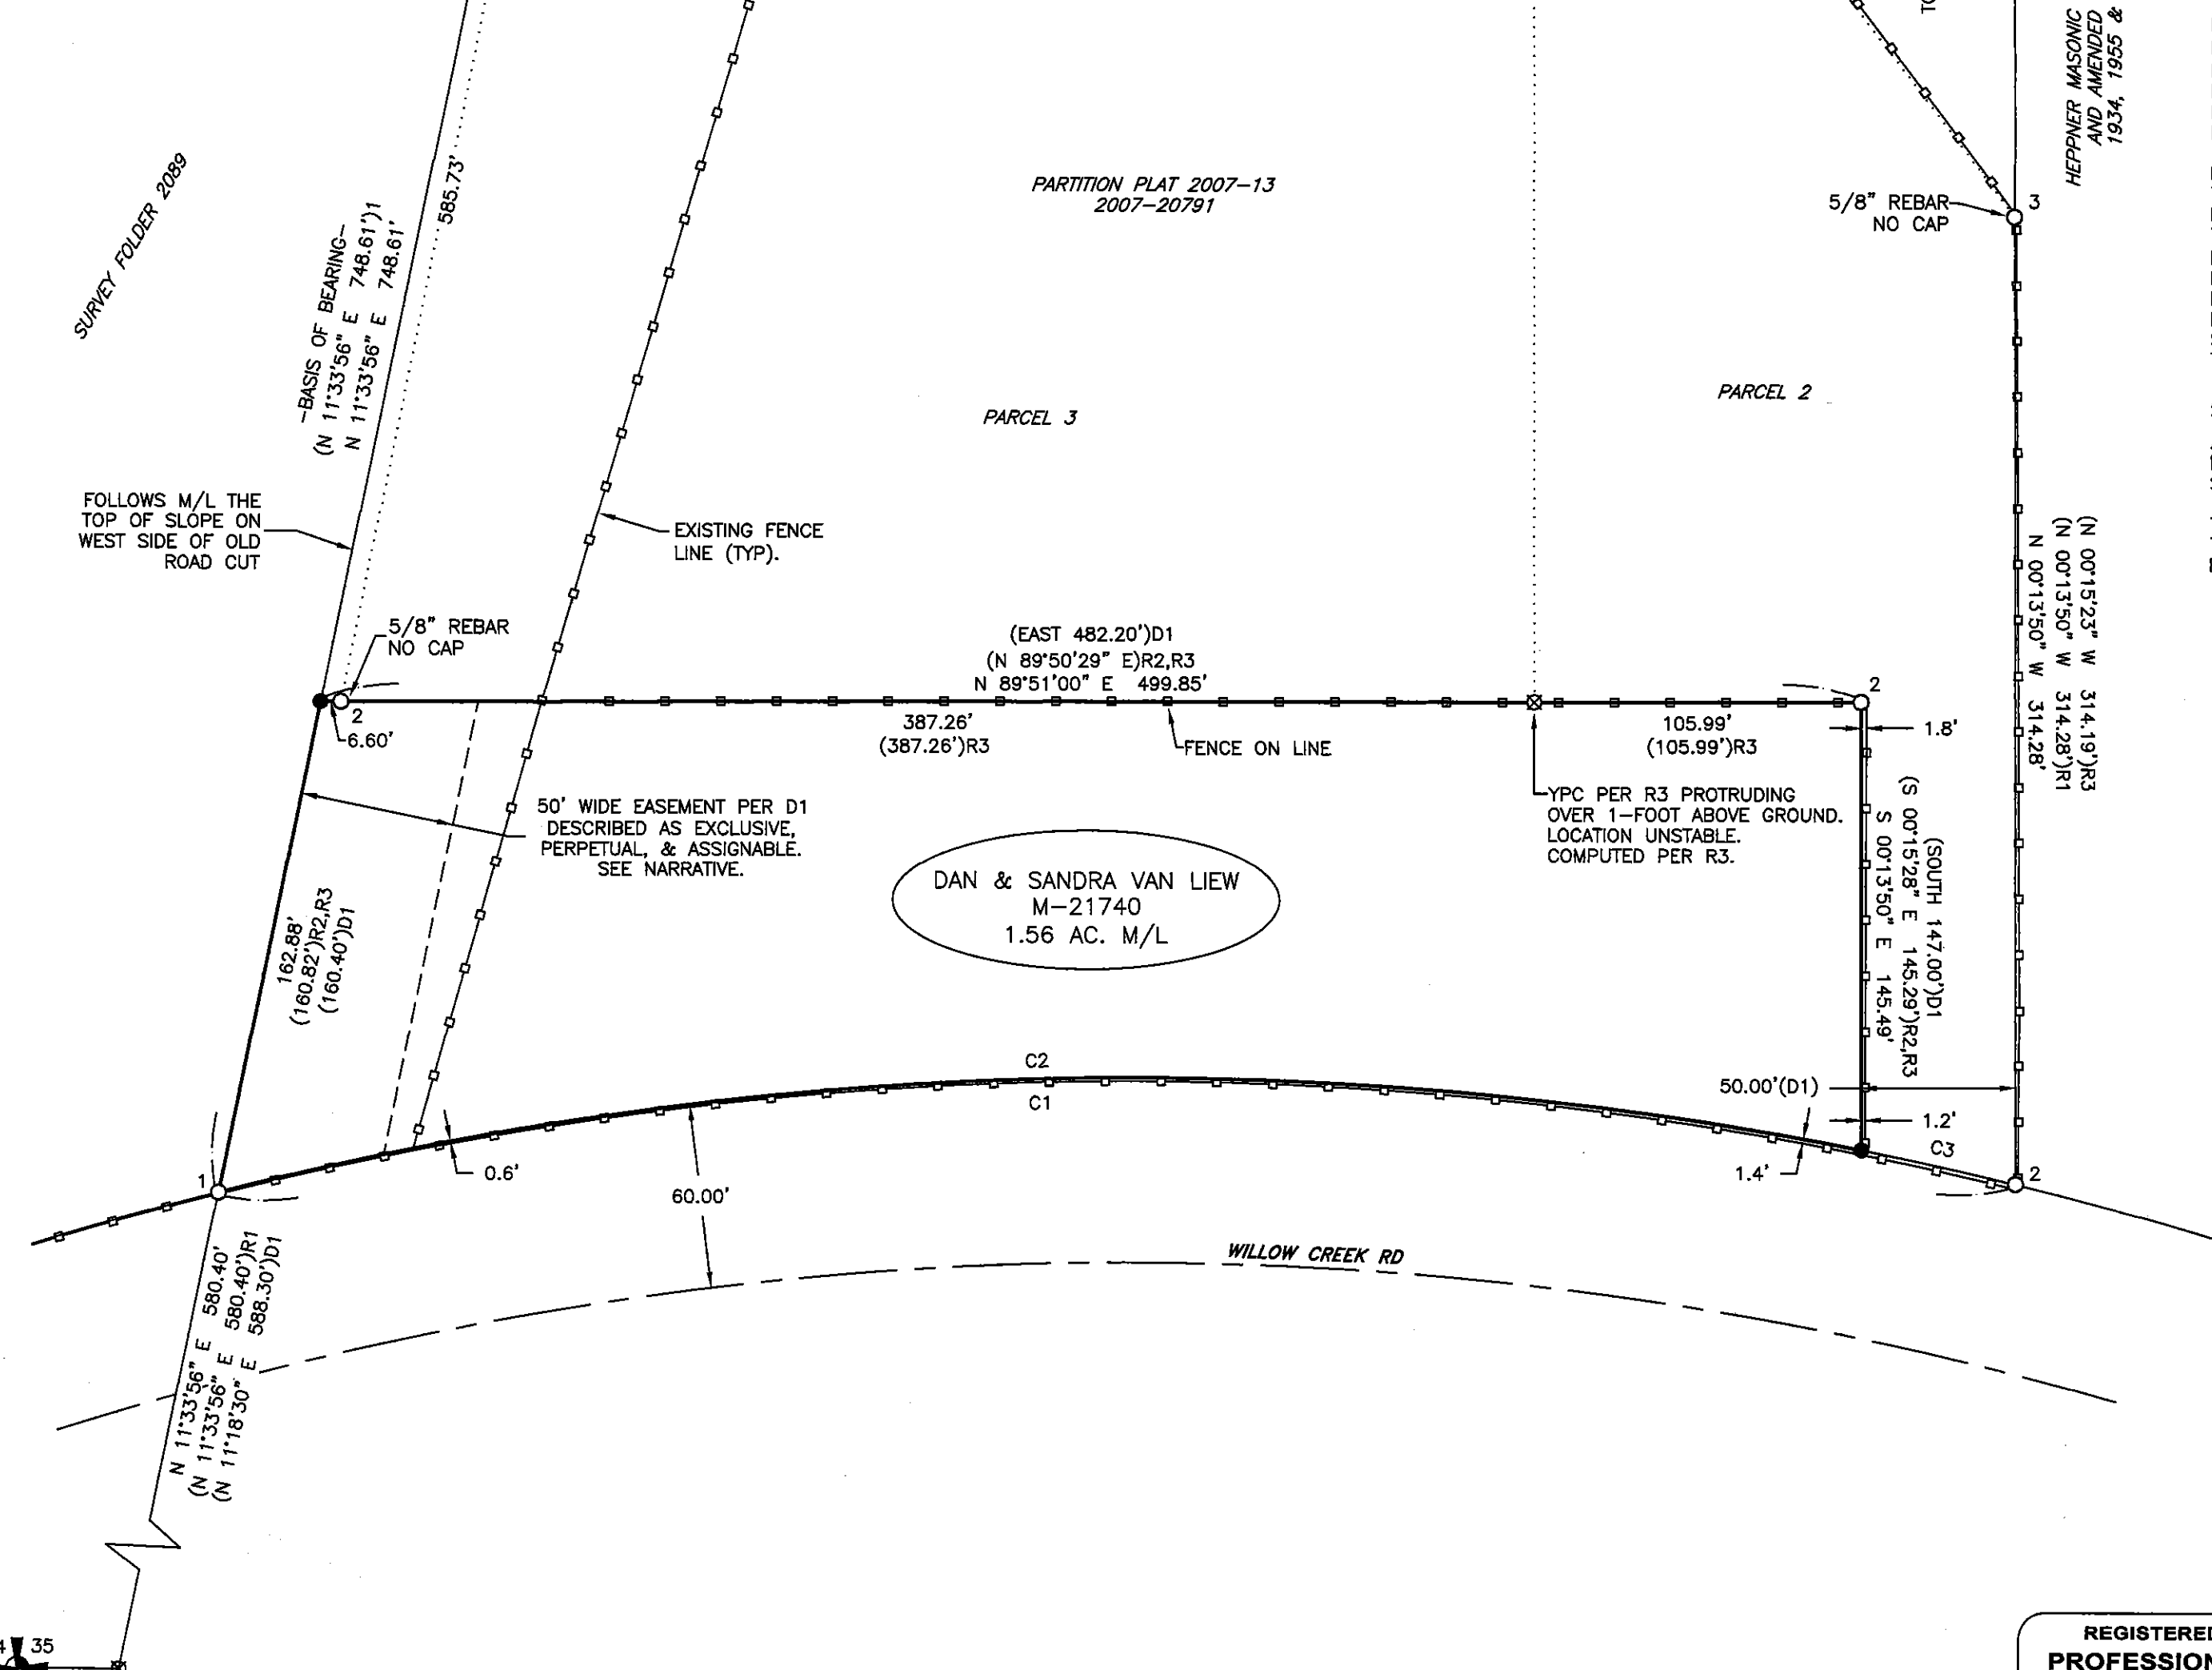 SURVEY FOLDER 2089
-BASIS OF BEARING-
(N 11°33'56" E 748.61')1
N 11°33'56" E 748.61'
585.73'
PARTITION PLAT 2007-13
2007-20791
5/8" REBAR
NO CAP
3
HEPPNER MASONIC
AND AMENDED
1934, 1955 &
PARCEL 3
PARCEL 2
FOLLOWS M/L THE
TOP OF SLOPE ON
WEST SIDE OF OLD
ROAD CUT
EXISTING FENCE
LINE (TYP).
(N 00°15'23" W 314.19')R3
(N 00°13'50" W 314.28')R1
N 00°13'50" W 314.28'
5/8" REBAR
NO CAP
2
6.60'
(EAST 482.20')D1
(N 89°50'29" E)R2,R3
N 89°51'00" E 499.85'
387.26'
(387.26')R3
FENCE ON LINE
105.99'
(105.99')R3
2
1.8'
50' WIDE EASEMENT PER D1
DESCRIBED AS EXCLUSIVE,
PERPETUAL, & ASSIGNABLE.
SEE NARRATIVE.
YPC PER R3 PROTRUDING
OVER 1-FOOT ABOVE GROUND.
LOCATION UNSTABLE.
COMPUTED PER R3.
(SOUTH 147.00')D1
(S 00°15'28" E 145.29')R2,R3
S 00°13'50" E 145.49'
DAN & SANDRA VAN LIEW
M-21740
1.56 AC. M/L
162.88'
(160.82')R2,R3
(160.40')D1
C2
C1
50.00'(D1)
1.2'
C3
1.4'
2
1
0.6'
60.00'
WILLOW CREEK RD
N 11°33'56" E 580.40'
(N 11°33'56" E 580.40')R1
(N 11°18'30" E 588.30')D1
35
REGISTERED
PROFESSION